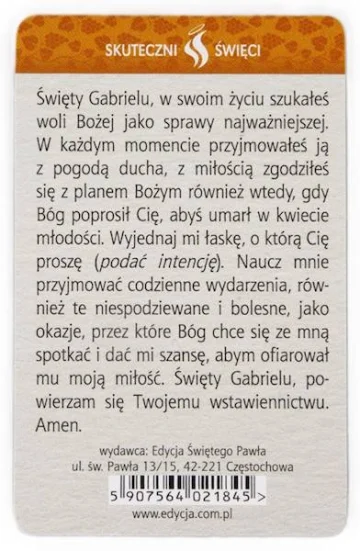 SKUTECZNI ŚWIĘCI
Święty Gabrielu, w swoim życiu szukałeś
woli Bożej jako sprawy najważniejszej.
W każdym momencie przyjmowałeś ją
z pogodą ducha, z miłością zgodziłeś
się z planem Bożym również wtedy, gdy
Bóg poprosił Cię, abyś umarł w kwiecie
młodości. Wyjednaj mi łaskę, o którą Cię
proszę (podać intencję). Naucz mnie
przyjmować codzienne wydarzenia, rów-
nież te niespodziewane i bolesne, jako
okazje, przez które Bóg chce się ze mną
spotkać i dać mi szansę, abym ofiarował
mu moją miłość. Święty Gabrielu, po-
wierzam się Twojemu wstawiennictwu.
Amen.
wydawca: Edycja Świętego Pawła
ul. św. Pawła 13/15, 42-221 Częstochowa
5 907564 021845 >
www.edycja.com.pl